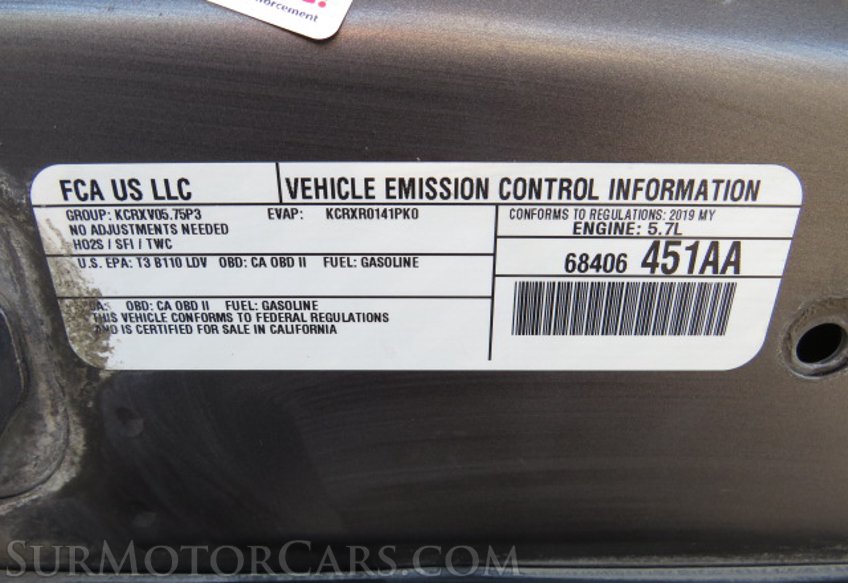 orcement
FCA US LLC
VEHICLE EMISSION CONTROL INFORMATION
GROUP: KCRXV05.75P3 EVAP: KCRXR0141PK0
NO ADJUSTMENTS NEEDED
HO2S / SFI / TWC
U.S. EPA: T3 B110 LDV OBD: CA OBD II FUEL: GASOLINE
OBD: CA OBD II FUEL: GASOLINE
THIS VEHICLE CONFORMS TO FEDERAL REGULATIONS
AND IS CERTIFIED FOR SALE IN CALIFORNIA
CONFORMS TO REGULATIONS: 2019 MY
ENGINE: 5.7L
68406 451AA
SURMOTORCARS.COM